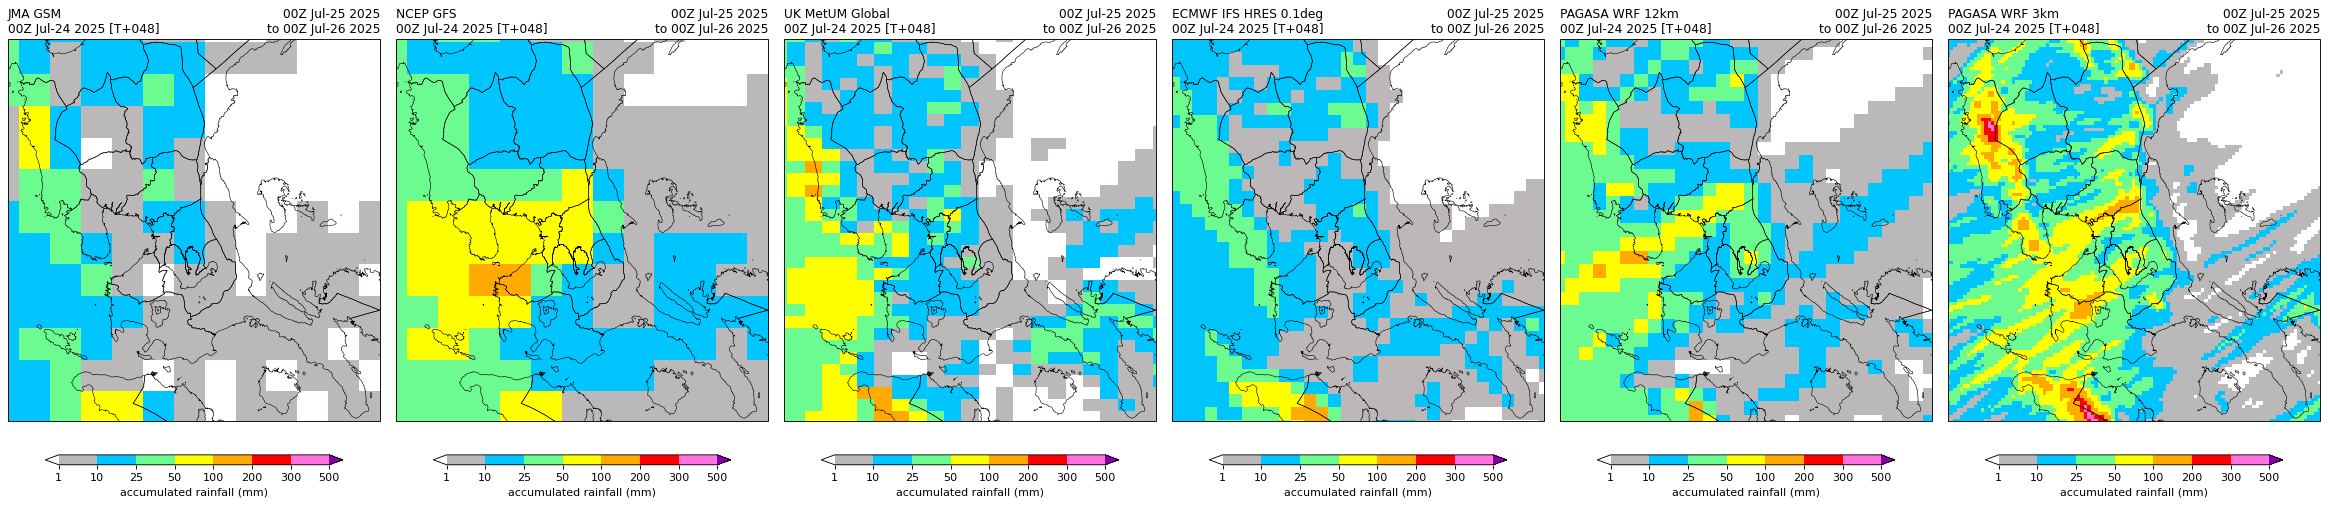 JMA GSM 00Z Jul-25 2025
00Z Jul-24 2025 [T+048] to 00Z Jul-26 2025
1 10 25 50 100 200 300 500
accumulated rainfall (mm)
NCEP GFS 00Z Jul-25 2025
00Z Jul-24 2025 [T+048] to 00Z Jul-26 2025
1 10 25 50 100 200 300 500
accumulated rainfall (mm)
UK MetUM Global 00Z Jul-25 2025
00Z Jul-24 2025 [T+048] to 00Z Jul-26 2025
1 10 25 50 100 200 300 500
accumulated rainfall (mm)
ECMWF IFS HRES 0.1deg 00Z Jul-25 2025
00Z Jul-24 2025 [T+048] to 00Z Jul-26 2025
1 10 25 50 100 200 300 500
accumulated rainfall (mm)
PAGASA WRF 12km 00Z Jul-25 2025
00Z Jul-24 2025 [T+048] to 00Z Jul-26 2025
1 10 25 50 100 200 300 500
accumulated rainfall (mm)
PAGASA WRF 3km 00Z Jul-25 2025
00Z Jul-24 2025 [T+048] to 00Z Jul-26 2025
1 10 25 50 100 200 300 500
accumulated rainfall (mm)